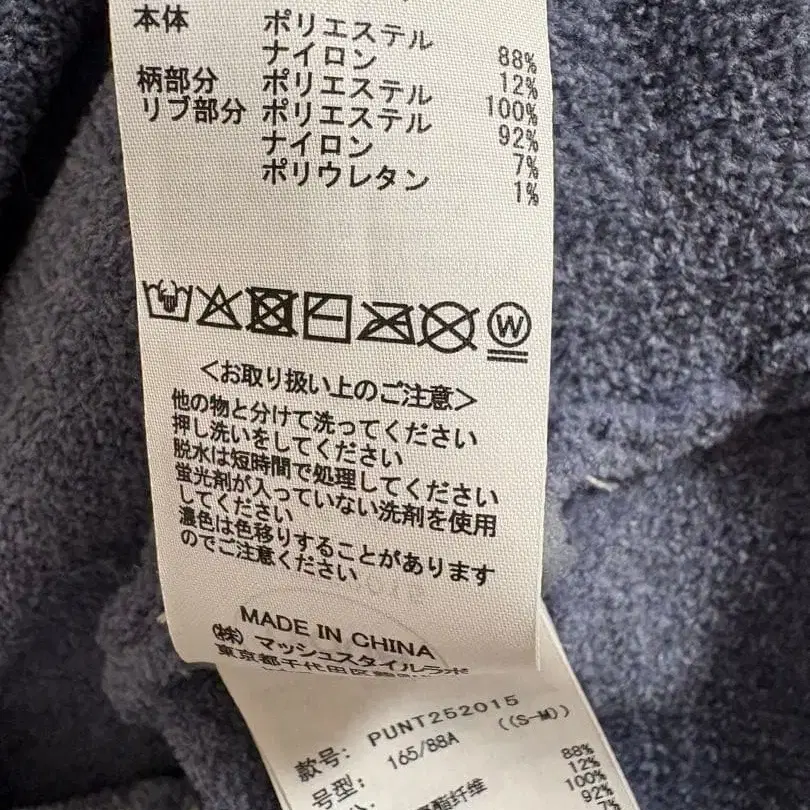 本体 ポリエステル 88%
ナイロン 12%
柄部分 ポリエステル 100%
リブ部分 ポリエステル 92%
ナイロン 7%
ポリウレタン 1%
W
＜お取り扱い上のご注意＞
他の物と分けて洗ってください
押し洗いをしてください
脱水は短時間で処理してください
蛍光剤が入っていない洗剤を使用
してください
濃色は色移りすることがあります
のでご注意ください
MADE IN CHINA
(株) マッシュスタイルラボ
東京都千代田区
款号: PUNT252015
号型: 165/88A ((S-M))
88%
酯纤维 12%
100%
92%
7%